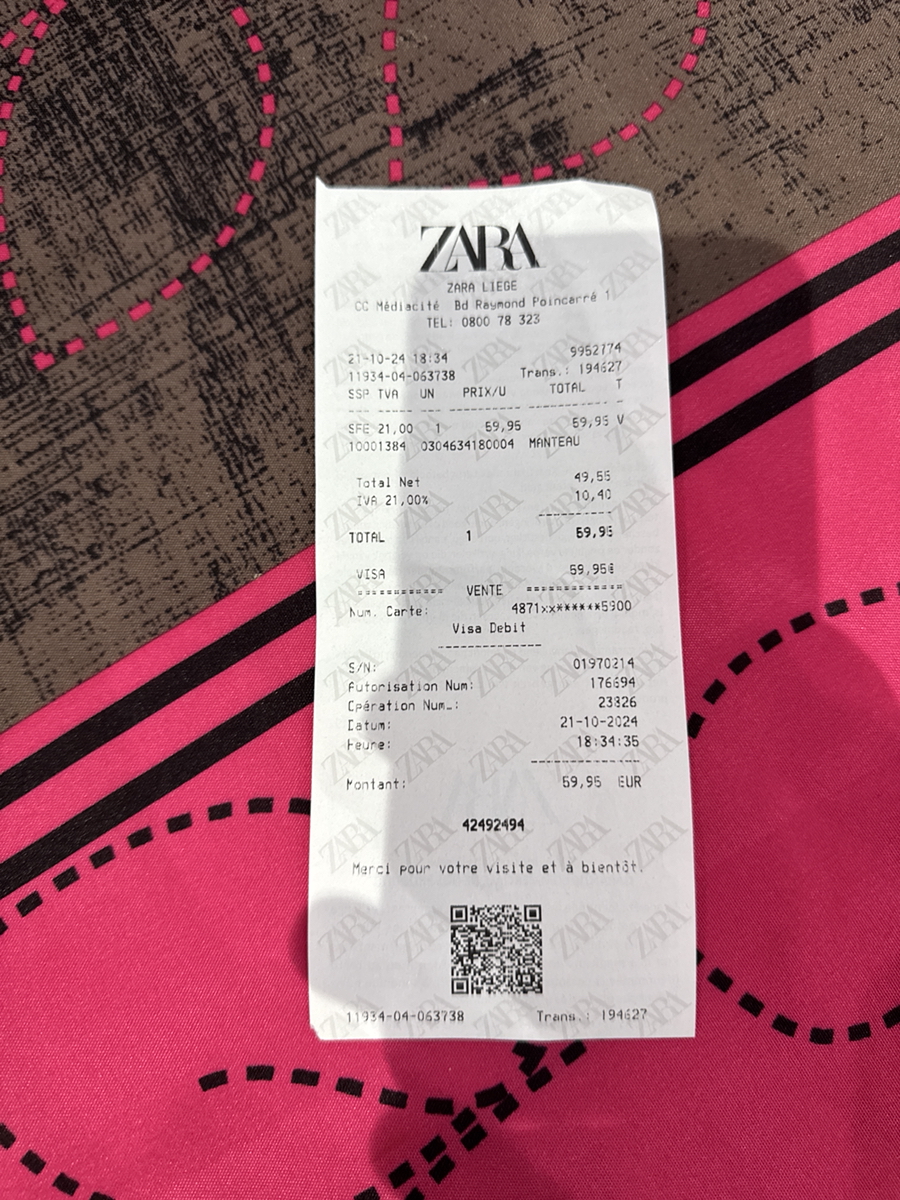 ZARA
ZARA LIEGE
CC Médiacité Bd Raymond Poincarré 1
TEL: 0800 78 323
21-10-24 18:34 9952774
11934-04-063738 Trans.: 194627
SSP TVA UN PRIX/U TOTAL T
--- ----- --- -------- ---------- -
SFE 21,00 1 59,95 59,95 V
10001384 0304634180004 MANTEAU
Total Net 49,55
IVA 21,00% 10,40
----------
TOTAL 1 59,95
VISA 59,95€
=========== VENTE ============
Num. Carte: 4871xx******5900
Visa Debit
--------------
S/N: 01970214
Autorisation Num: 176694
Opération Num.: 23826
Datum: 21-10-2024
Heure: 18:34:35
--------------
Montant: 59,95 EUR
42492494
Merci pour votre visite et à bientôt.
11934-04-063738 Trans.: 194627